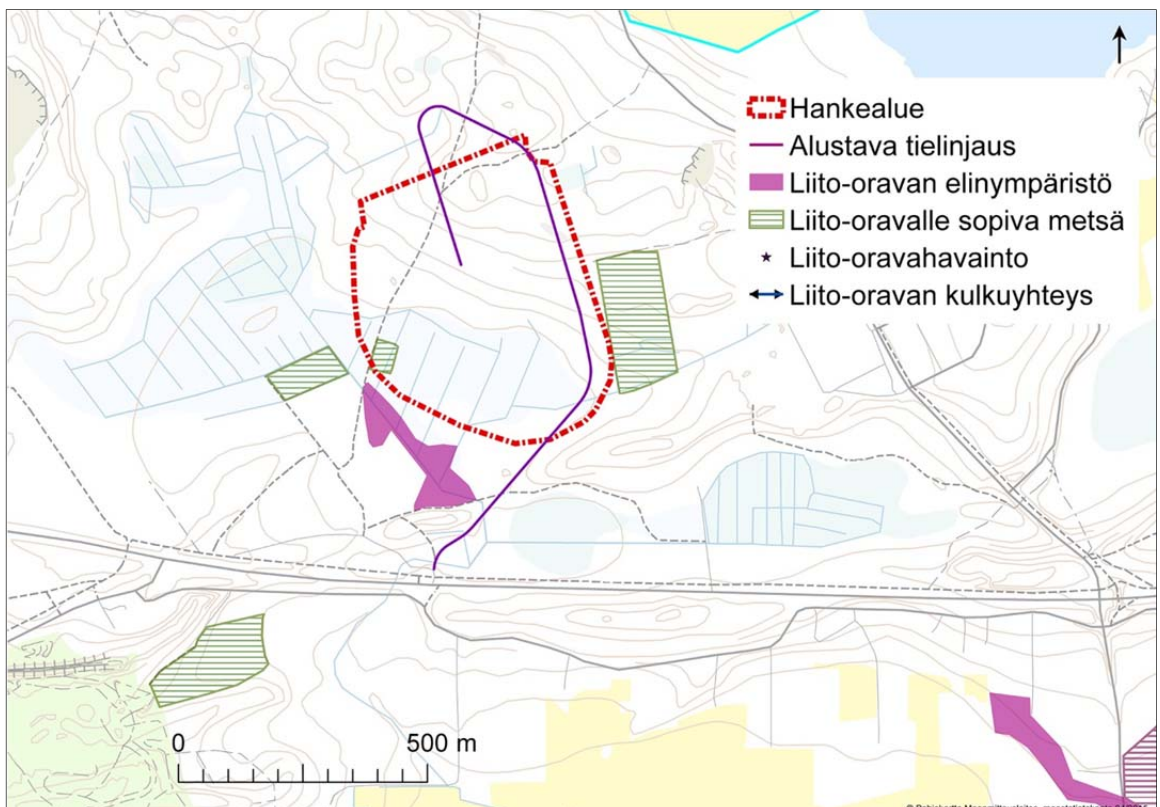 Hankealue
Alustava tielinjaus
Liito-oravan elinympäristö
Liito-oravalle sopiva metsä
Liito-oravahavainto
Liito-oravan kulkuyhteys
0 500 m